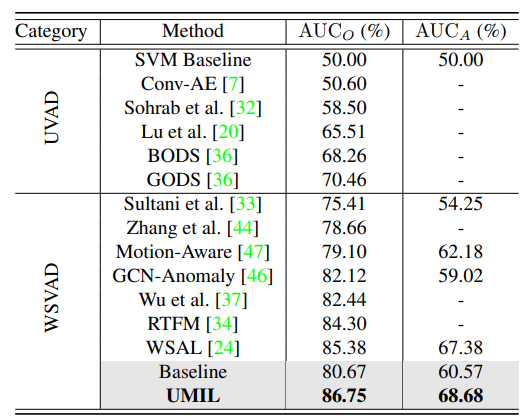 Category Method AUC_O (%) AUC_A (%)
UVAD
SVM Baseline 50.00 50.00
Conv-AE [7] 50.60 -
Sohrab et al. [32] 58.50 -
Lu et al. [20] 65.51 -
BODS [36] 68.26 -
GODS [36] 70.46 -
WSVAD
Sultani et al. [33] 75.41 54.25
Zhang et al. [44] 78.66 -
Motion-Aware [47] 79.10 62.18
GCN-Anomaly [46] 82.12 59.02
Wu et al. [37] 82.44 -
RTFM [34] 84.30 -
WSAL [24] 85.38 67.38
Baseline 80.67 60.57
UMIL 86.75 68.68